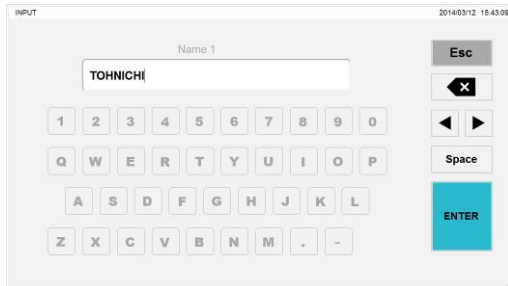 INPUT 2014/03/12 15:43:09
Name 1
TOHNICHI
Esc
1 2 3 4 5 6 7 8 9 0
Q W E R T Y U I O P
Space
A S D F G H J K L
ENTER
Z X C V B N M . -